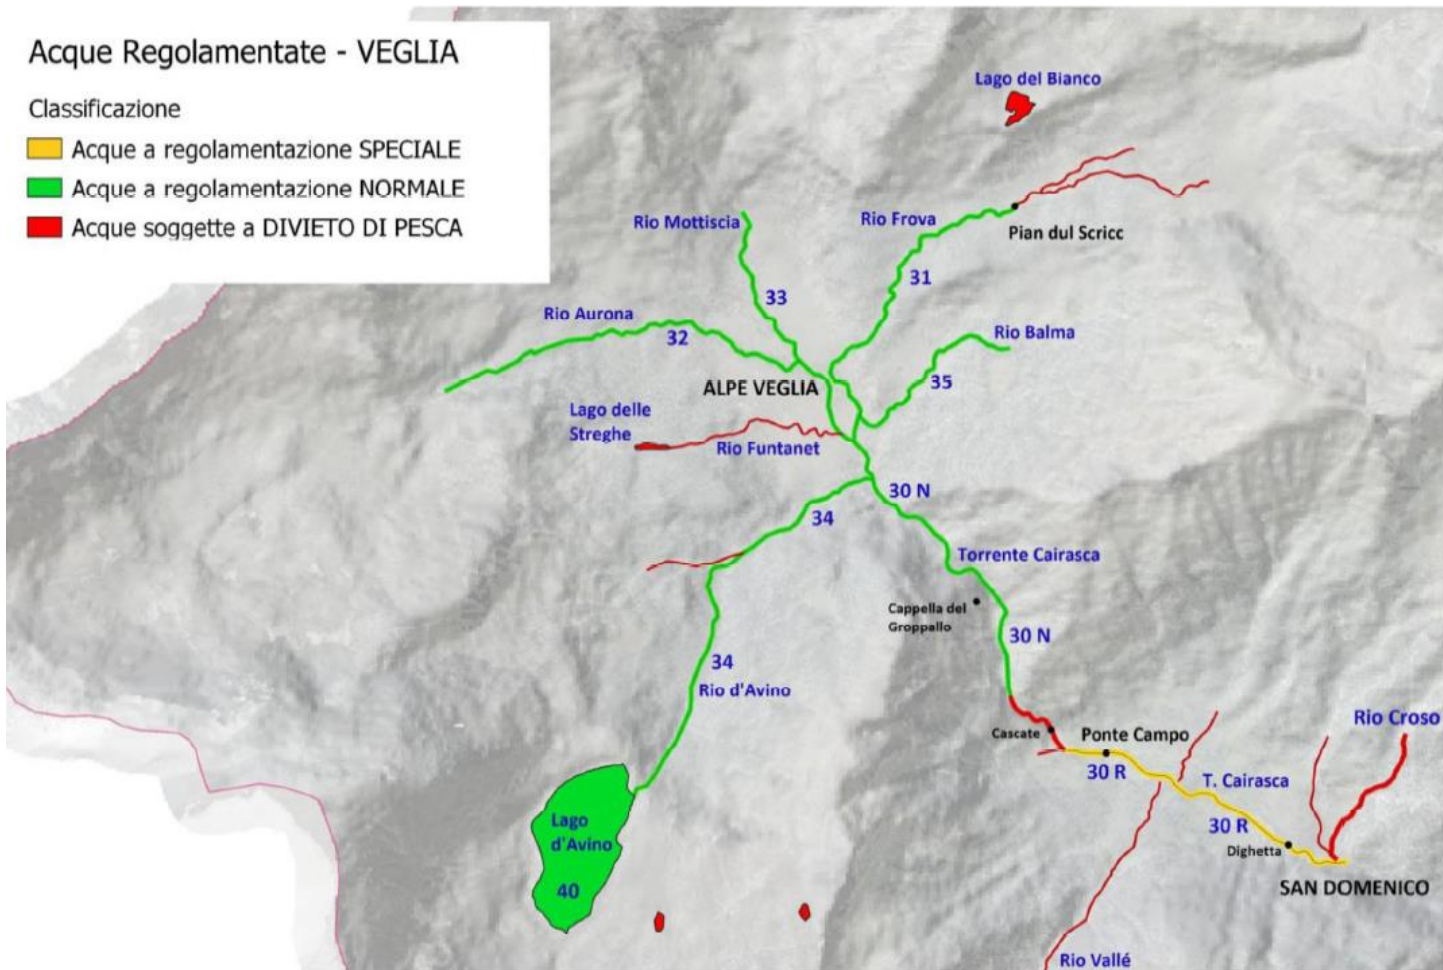 Acque Regolamentate - VEGLIA
Classificazione
Acque a regolamentazione SPECIALE
Acque a regolamentazione NORMALE
Acque soggette a DIVIETO DI PESCA
Lago del Bianco
Rio Mottiscia
Rio Frova
Pian dul Scricc
31
33
Rio Aurona
32
Rio Balma
35
ALPE VEGLIA
Lago delle
Streghe
Rio Funtanet
30 N
34
Torrente Cairasca
Cappella del
Groppallo
30 N
34
Rio d'Avino
Cascate
Ponte Campo
Rio Croso
30 R
T. Cairasca
Lago
d'Avino
40
30 R
Dighetta
SAN DOMENICO
Rio Vallé